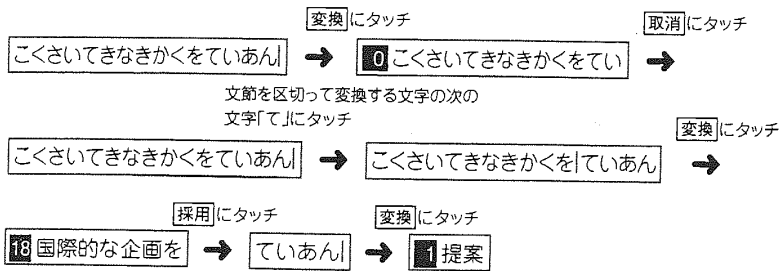 変換にタッチ 取消にタッチ
こくさいてきなきかくをていあん| → 0 こくさいてきなきかくをてい →
文節を区切って変換する文字の次の
文字「て」にタッチ 変換にタッチ
こくさいてきなきかくをていあん| → こくさいてきなきかくを|ていあん →
採用にタッチ 変換にタッチ
18 国際的な企画を → ていあん| → 1 提案